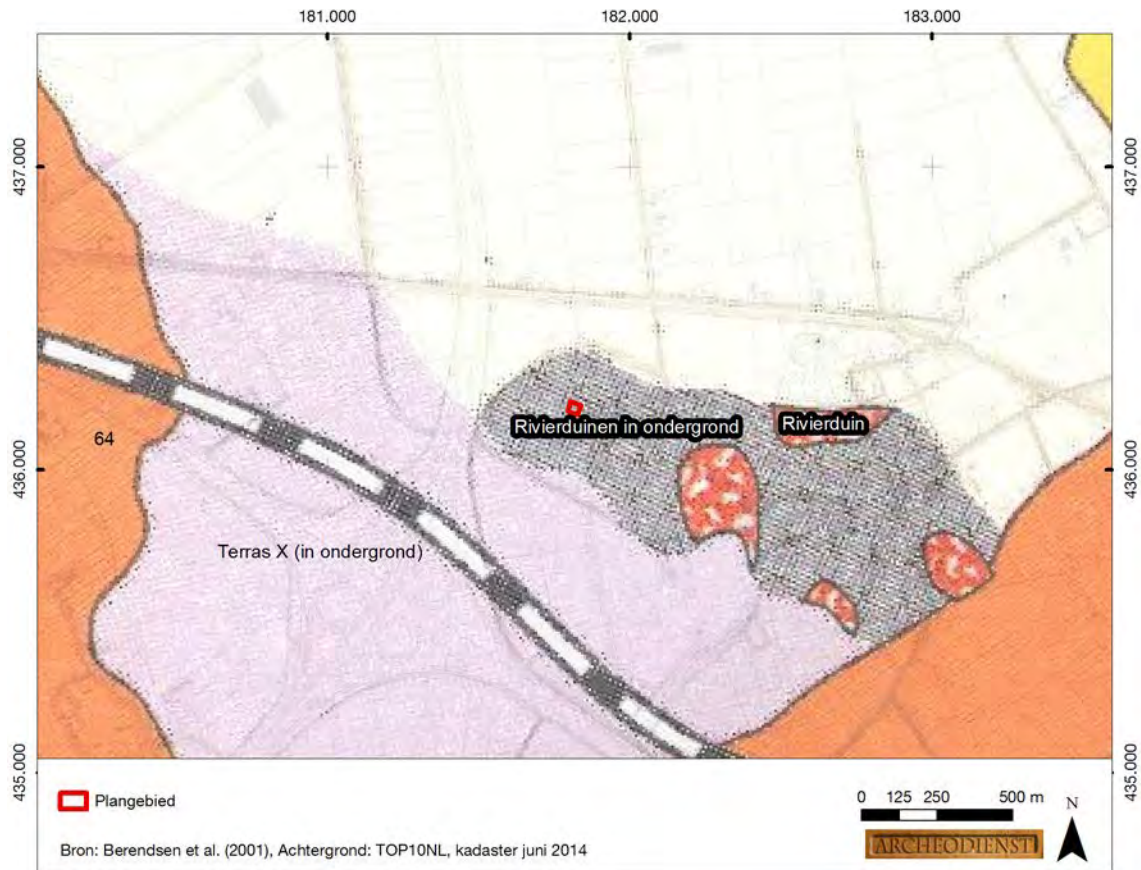 181.000 182.000 183.000
437.000 437.000
Rivierduinen in ondergrond Rivierduin
64
436.000 436.000
Terras X (in ondergrond)
435.000 435.000
Plangebied
0 125 250 500 m N
Bron: Berendsen et al. (2001), Achtergrond: TOP10NL, kadaster juni 2014
ARCHEODIENST